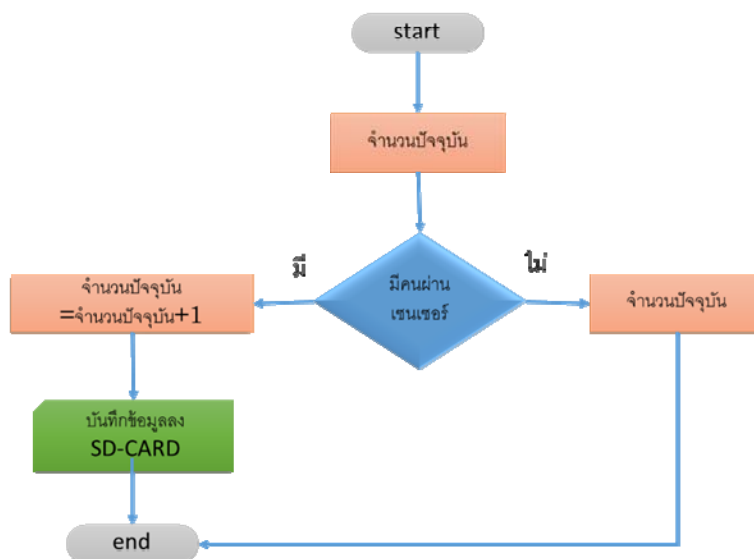 start
จำนวนปัจจุบัน
มี
ไม่
มีคนผ่าน
เซนเซอร์
จำนวนปัจจุบัน
=จำนวนปัจจุบัน+1
จำนวนปัจจุบัน
บันทึกข้อมูลลง
SD-CARD
end